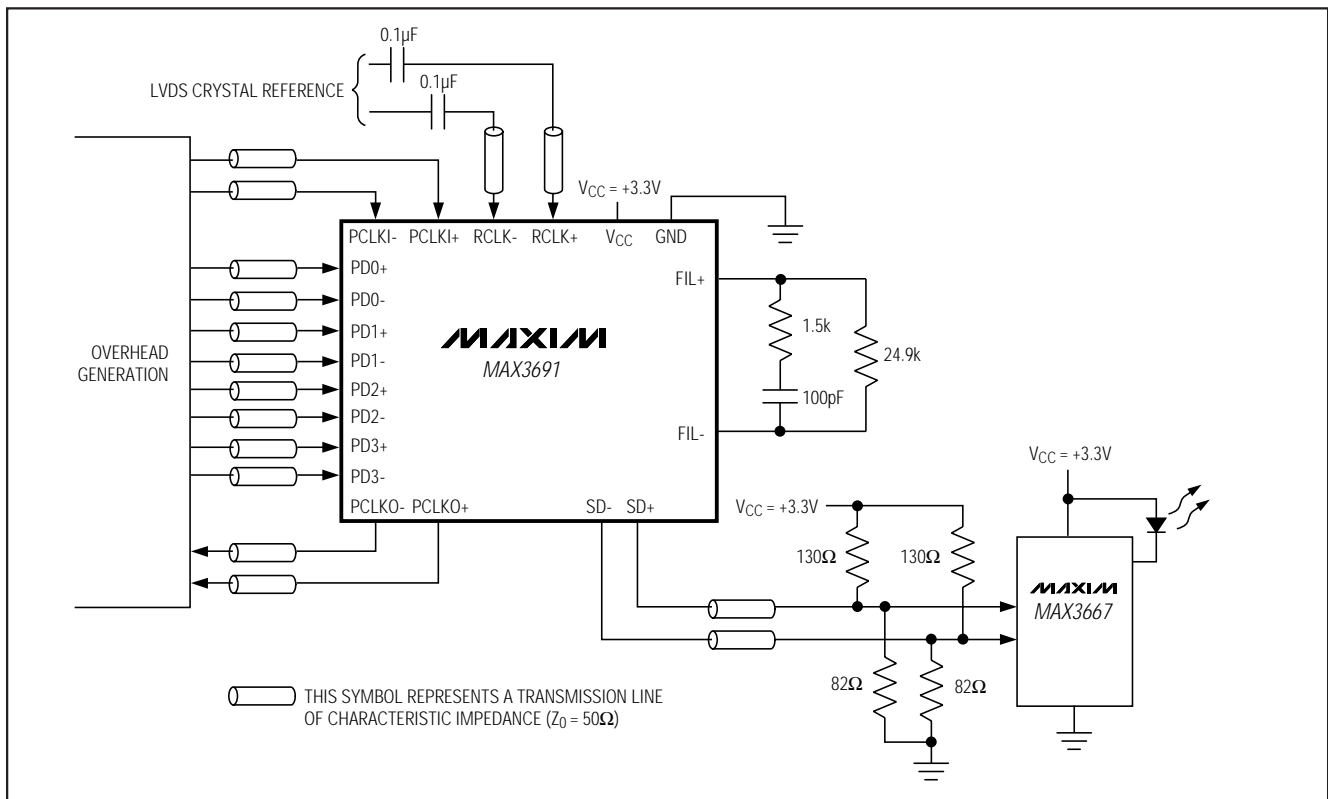 0.1µF
LVDS CRYSTAL REFERENCE
0.1µF
VCC = +3.3V
PCLKI- PCLKI+ RCLK- RCLK+ VCC GND
OVERHEAD
GENERATION
PD0+
PD0-
PD1+
PD1-
PD2+
PD2-
PD3+
PD3-
MAXIM
MAX3691
FIL+
FIL-
1.5k
24.9k
100pF
PCLKO- PCLKO+ SD- SD+
VCC = +3.3V
130Ω
130Ω
82Ω
82Ω
VCC = +3.3V
MAXIM
MAX3667
THIS SYMBOL REPRESENTS A TRANSMISSION LINE
OF CHARACTERISTIC IMPEDANCE (Z0 = 50Ω)